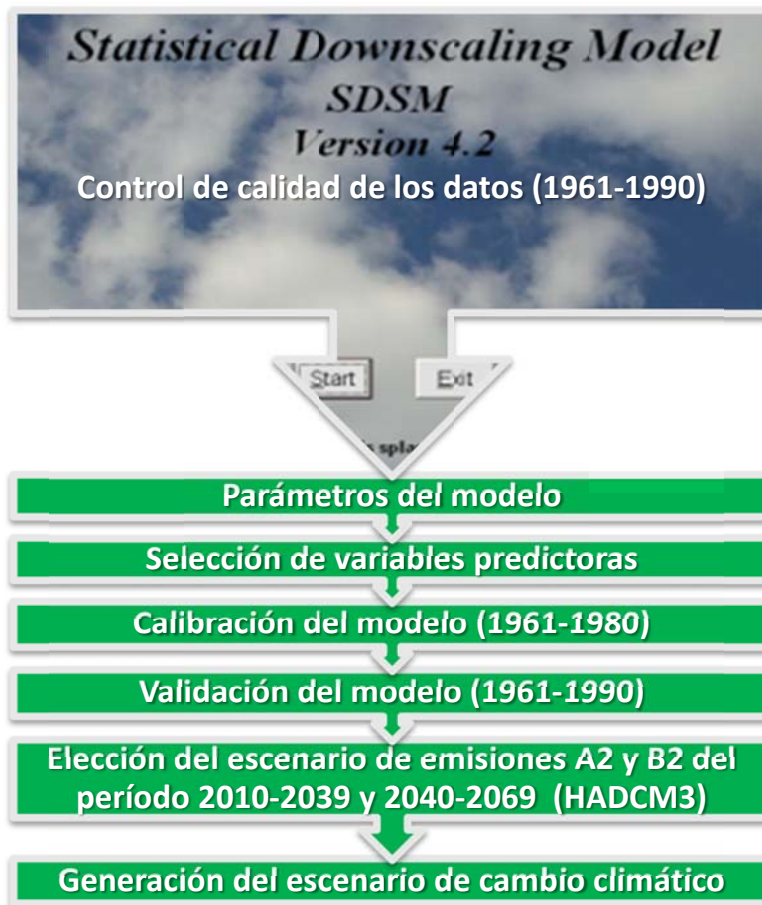 Statistical Downscaling Model
SDSM
Version 4.2
Control de calidad de los datos (1961-1990)
Start Exit
Parámetros del modelo
Selección de variables predictoras
Calibración del modelo (1961-1980)
Validación del modelo (1961-1990)
Elección del escenario de emisiones A2 y B2 del
período 2010-2039 y 2040-2069 (HADCM3)
Generación del escenario de cambio climático